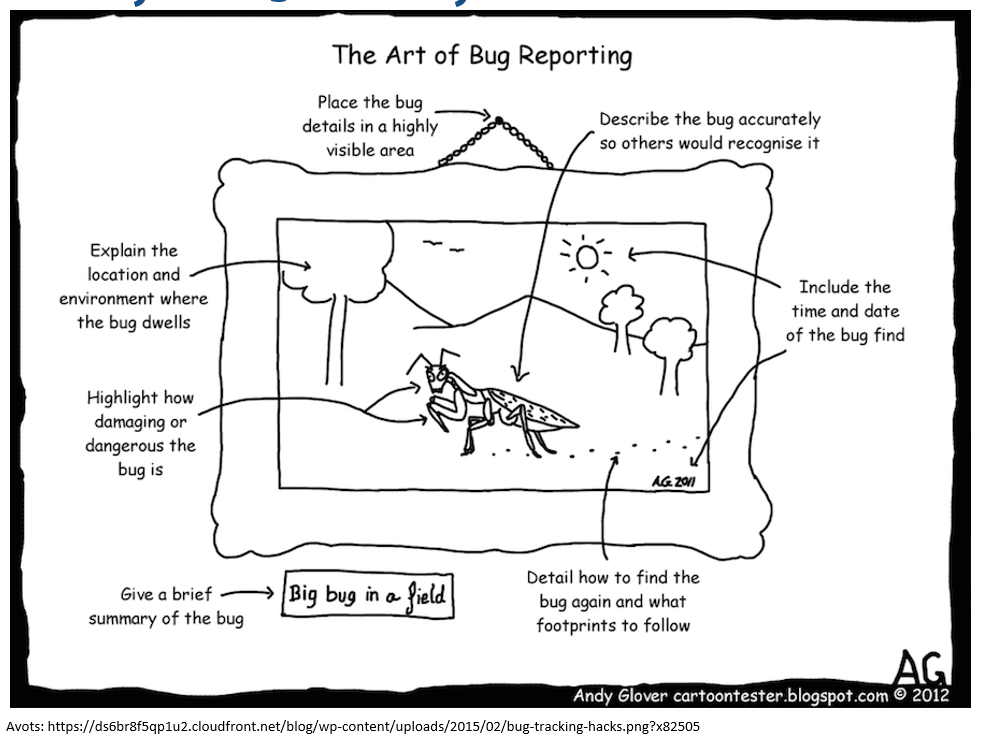 The Art of Bug Reporting
Place the bug
details in a highly
visible area
Describe the bug accurately
so others would recognise it
Explain the
location and
environment where
the bug dwells
Include the
time and date
of the bug find
Highlight how
damaging or
dangerous the
bug is
A.G. 2011
Give a brief
summary of the bug
Big bug in a field
Detail how to find the
bug again and what
footprints to follow
AG
Andy Glover cartoontester.blogspot.com © 2012
Avots: https://ds6br8f5qp1u2.cloudfront.net/blog/wp-content/uploads/2015/02/bug-tracking-hacks.png?x82505